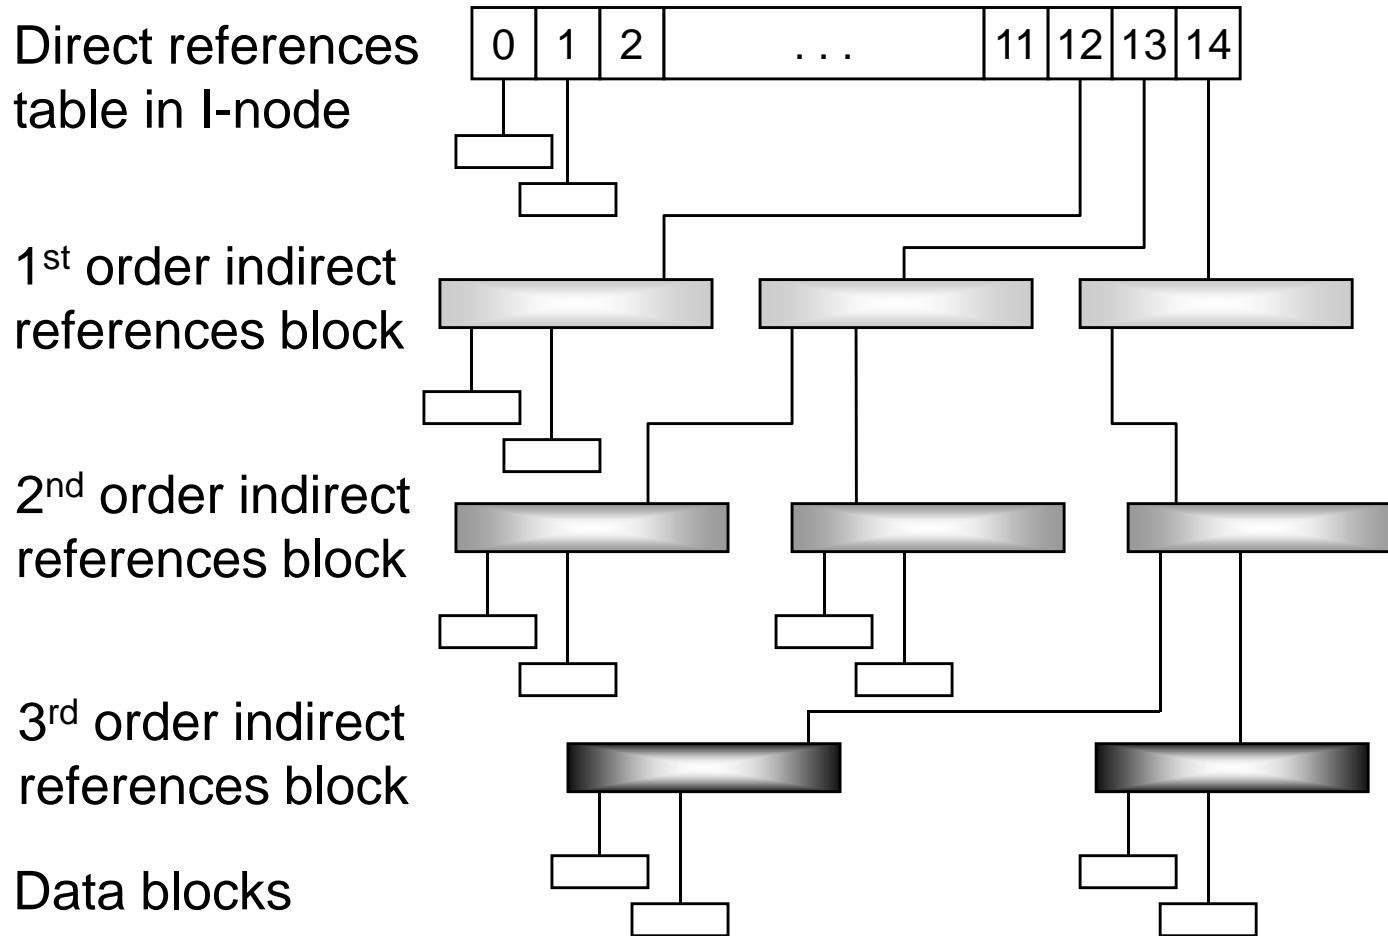 Direct references
table in I-node
0 1 2 . . . 11 12 13 14
1st order indirect
references block
2nd order indirect
references block
3rd order indirect
references block
Data blocks